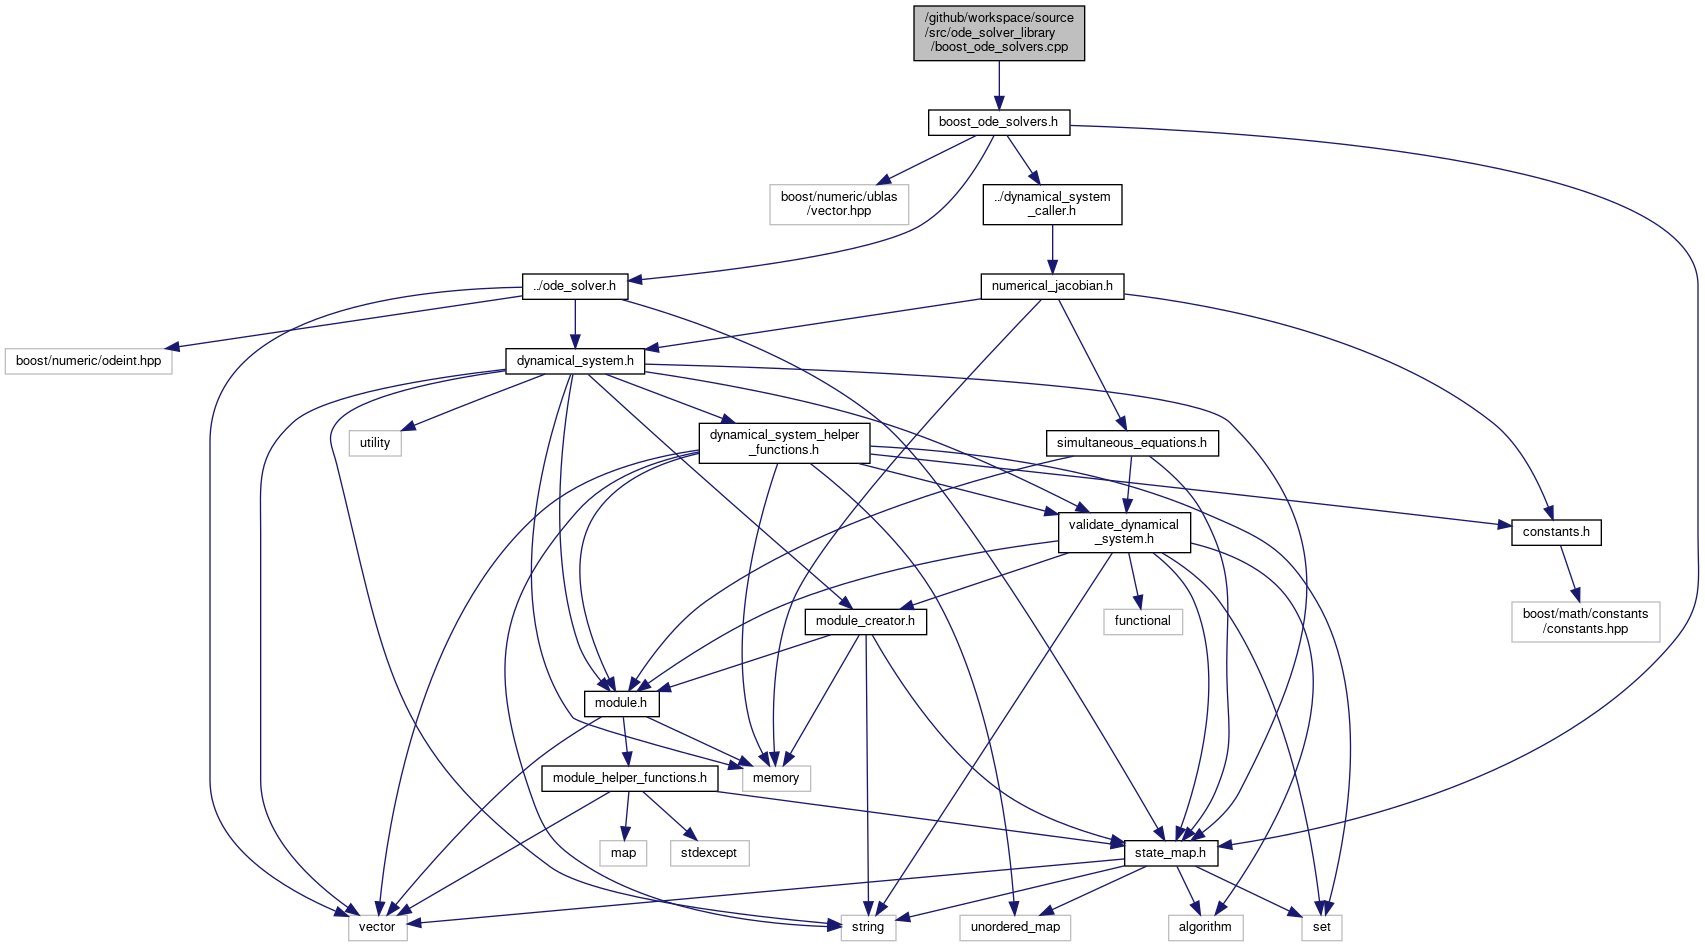 /github/workspace/source
/src/ode_solver_library
/boost_ode_solvers.cpp
boost_ode_solvers.h
boost/numeric/ublas
/vector.hpp
../dynamical_system
_caller.h
../ode_solver.h
numerical_jacobian.h
boost/numeric/odeint.hpp
dynamical_system.h
utility
dynamical_system_helper
_functions.h
simultaneous_equations.h
validate_dynamical
_system.h
constants.h
module_creator.h
functional
boost/math/constants
/constants.hpp
module.h
module_helper_functions.h
memory
map
stdexcept
state_map.h
vector
string
unordered_map
algorithm
set